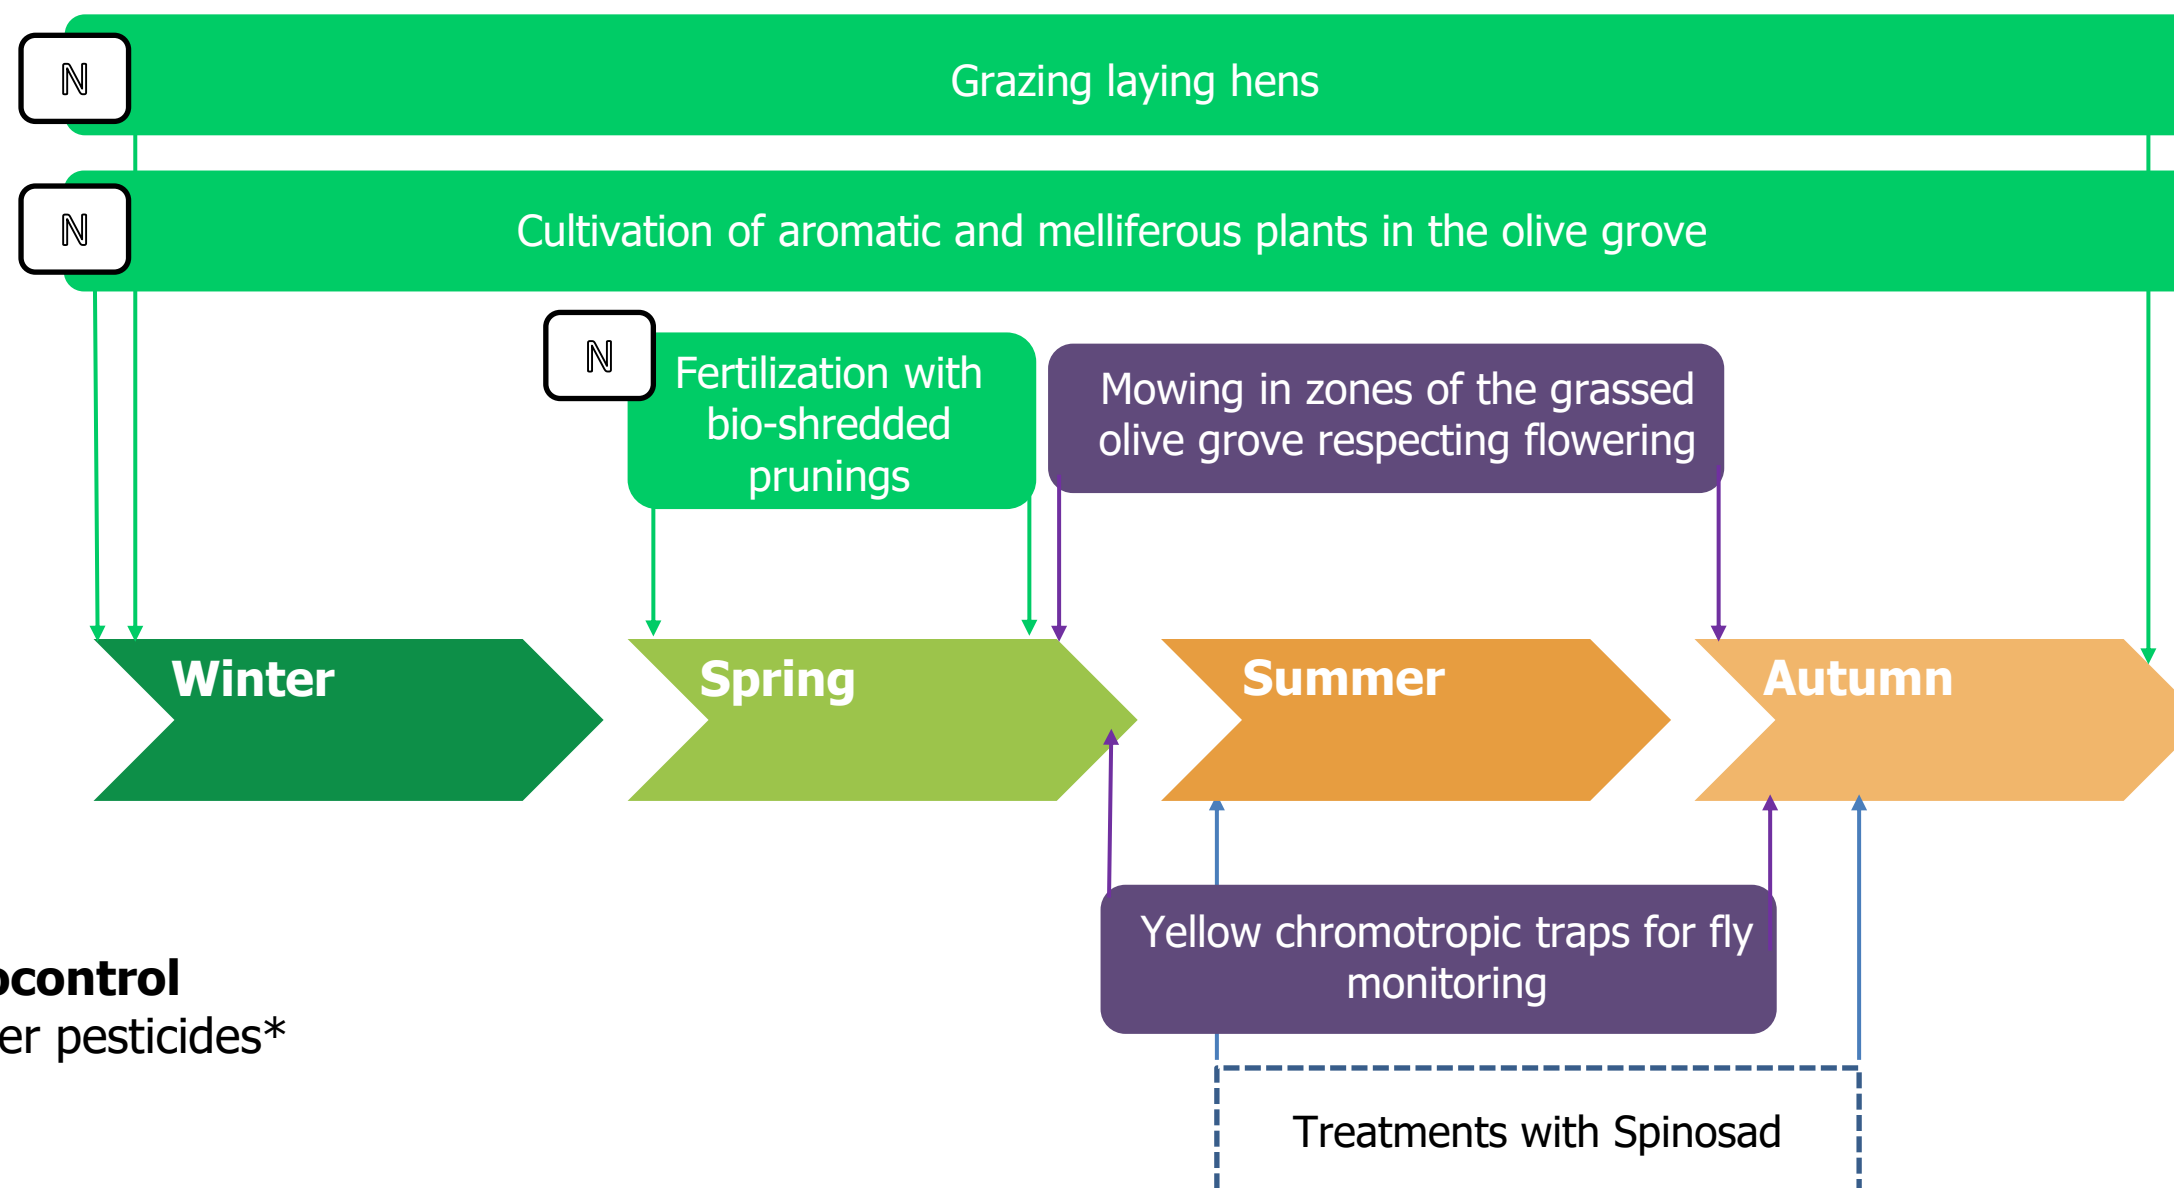 ℕ
Grazing laying hens
ℕ
Cultivation of aromatic and melliferous plants in the olive grove
ℕ
Fertilization with
bio-shredded
prunings
Mowing in zones of the grassed
olive grove respecting flowering
Winter
Spring
Summer
Autumn
Yellow chromotropic traps for fly
monitoring
ocontrol
er pesticides*
Treatments with Spinosad